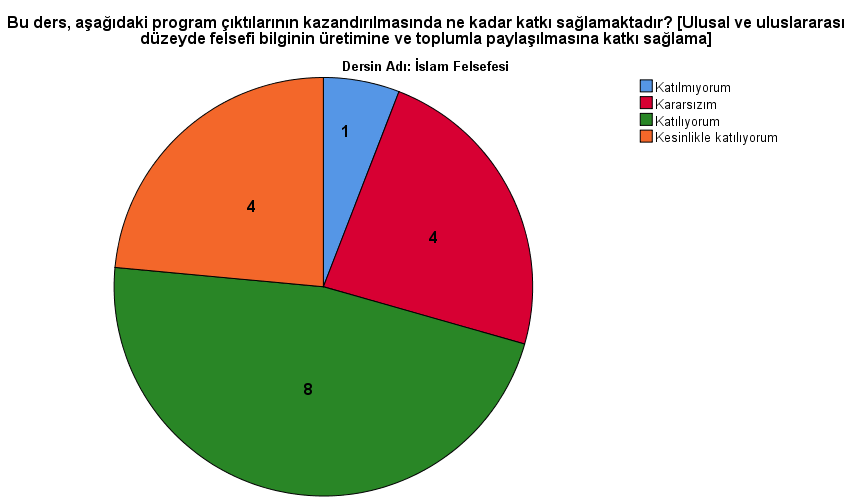 Bu ders, aşağıdaki program çıktılarının kazandırılmasında ne kadar katkı sağlamaktadır? [Ulusal ve uluslararası
düzeyde felsefi bilginin üretimine ve toplumla paylaşılmasına katkı sağlama]
Dersin Adı: İslam Felsefesi
Katılmıyorum
Kararsızım
Katılıyorum
Kesinlikle katılıyorum
1
4
4
8